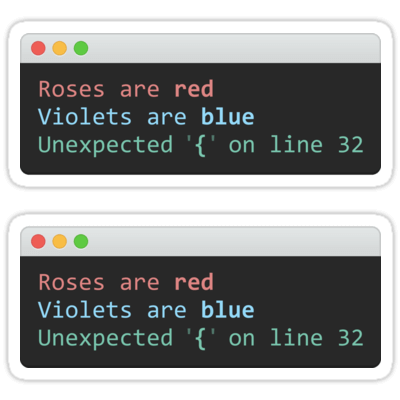 Roses are red
Violets are blue
Unexpected '{' on line 32
Roses are red
Violets are blue
Unexpected '{' on line 32